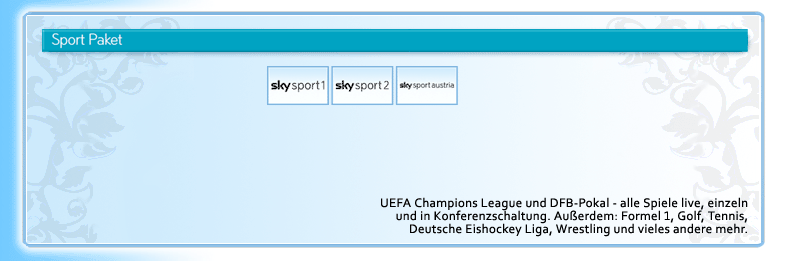 Sport Paket
sky sport 1 sky sport 2 sky sport austria
UEFA Champions League und DFB-Pokal - alle Spiele live, einzeln
und in Konferenzschaltung. Außerdem: Formel 1, Golf, Tennis,
Deutsche Eishockey Liga, Wrestling und vieles andere mehr.